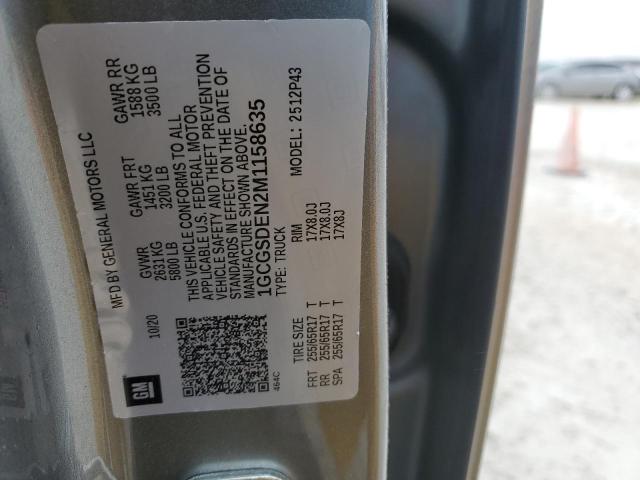 MFD BY GENERAL MOTORS LLC
GM 10/20 GVWR GAWR FRT GAWR RR
2631 KG 1451 KG 1588 KG
5800 LB 3200 LB 3500 LB
THIS VEHICLE CONFORMS TO ALL
APPLICABLE U.S. FEDERAL MOTOR
VEHICLE SAFETY AND THEFT PREVENTION
STANDARDS IN EFFECT ON THE DATE OF
MANUFACTURE SHOWN ABOVE.
1GCGSDEN2M1158635
464C TYPE: TRUCK MODEL: 2512P43
TIRE SIZE RIM
FRT 255/65R17 T 17X8.0J
RR 255/65R17 T 17X8.0J
SPA 255/65R17 T 17X8J